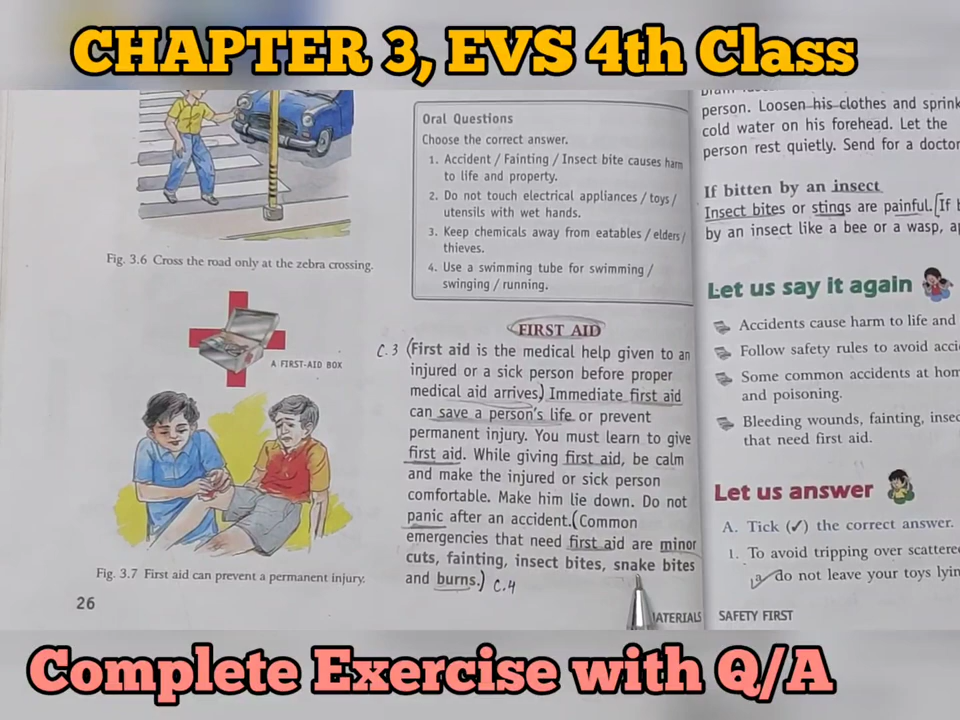 CHAPTER 3, EVS 4th Class
Fig. 3.6 Cross the road only at the zebra crossing.
A FIRST-AID BOX
Fig. 3.7 First aid can prevent a permanent injury.
26
Oral Questions
Choose the correct answer.
1. Accident / Fainting / Insect bite causes harm
to life and property.
2. Do not touch electrical appliances / toys /
utensils with wet hands.
3. Keep chemicals away from eatables / elders /
thieves.
4. Use a swimming tube for swimming /
swinging / running.
FIRST AID
C.3 (First aid is the medical help given to an
injured or a sick person before proper
medical aid arrives.) Immediate first aid
can save a person's life or prevent
permanent injury. You must learn to give
first aid. While giving first aid, be calm
and make the injured or sick person
comfortable. Make him lie down. Do not
panic after an accident.(Common
emergencies that need first aid are minor
cuts, fainting, insect bites, snake bites
and burns.) C.4
MATERIALS
person. Loosen his clothes and sprink
cold water on his forehead. Let the
person rest quietly. Send for a doctor
If bitten by an insect
Insect bites or stings are painful.[If b
by an insect like a bee or a wasp, ap
Let us say it again
Accidents cause harm to life and
Follow safety rules to avoid acci
Some common accidents at hom
and poisoning.
Bleeding wounds, fainting, insec
that need first aid.
Let us answer
A. Tick (✓) the correct answer.
1. To avoid tripping over scattere
a. do not leave your toys lyin
SAFETY FIRST
Complete Exercise with Q/A